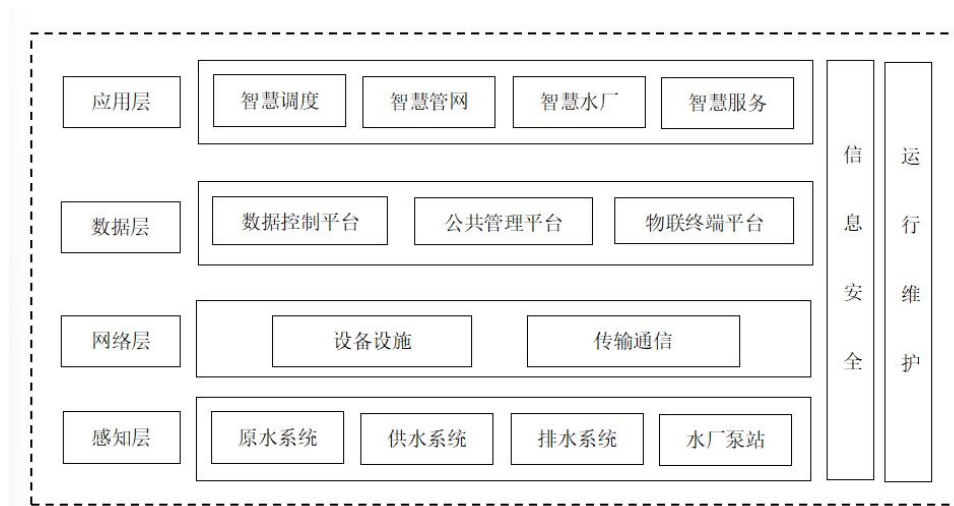 应用层
智慧调度
智慧管网
智慧水厂
智慧服务
数据层
数据控制平台
公共管理平台
物联终端平台
网络层
设备设施
传输通信
感知层
原水系统
供水系统
排水系统
水厂泵站
信息安全
运行维护